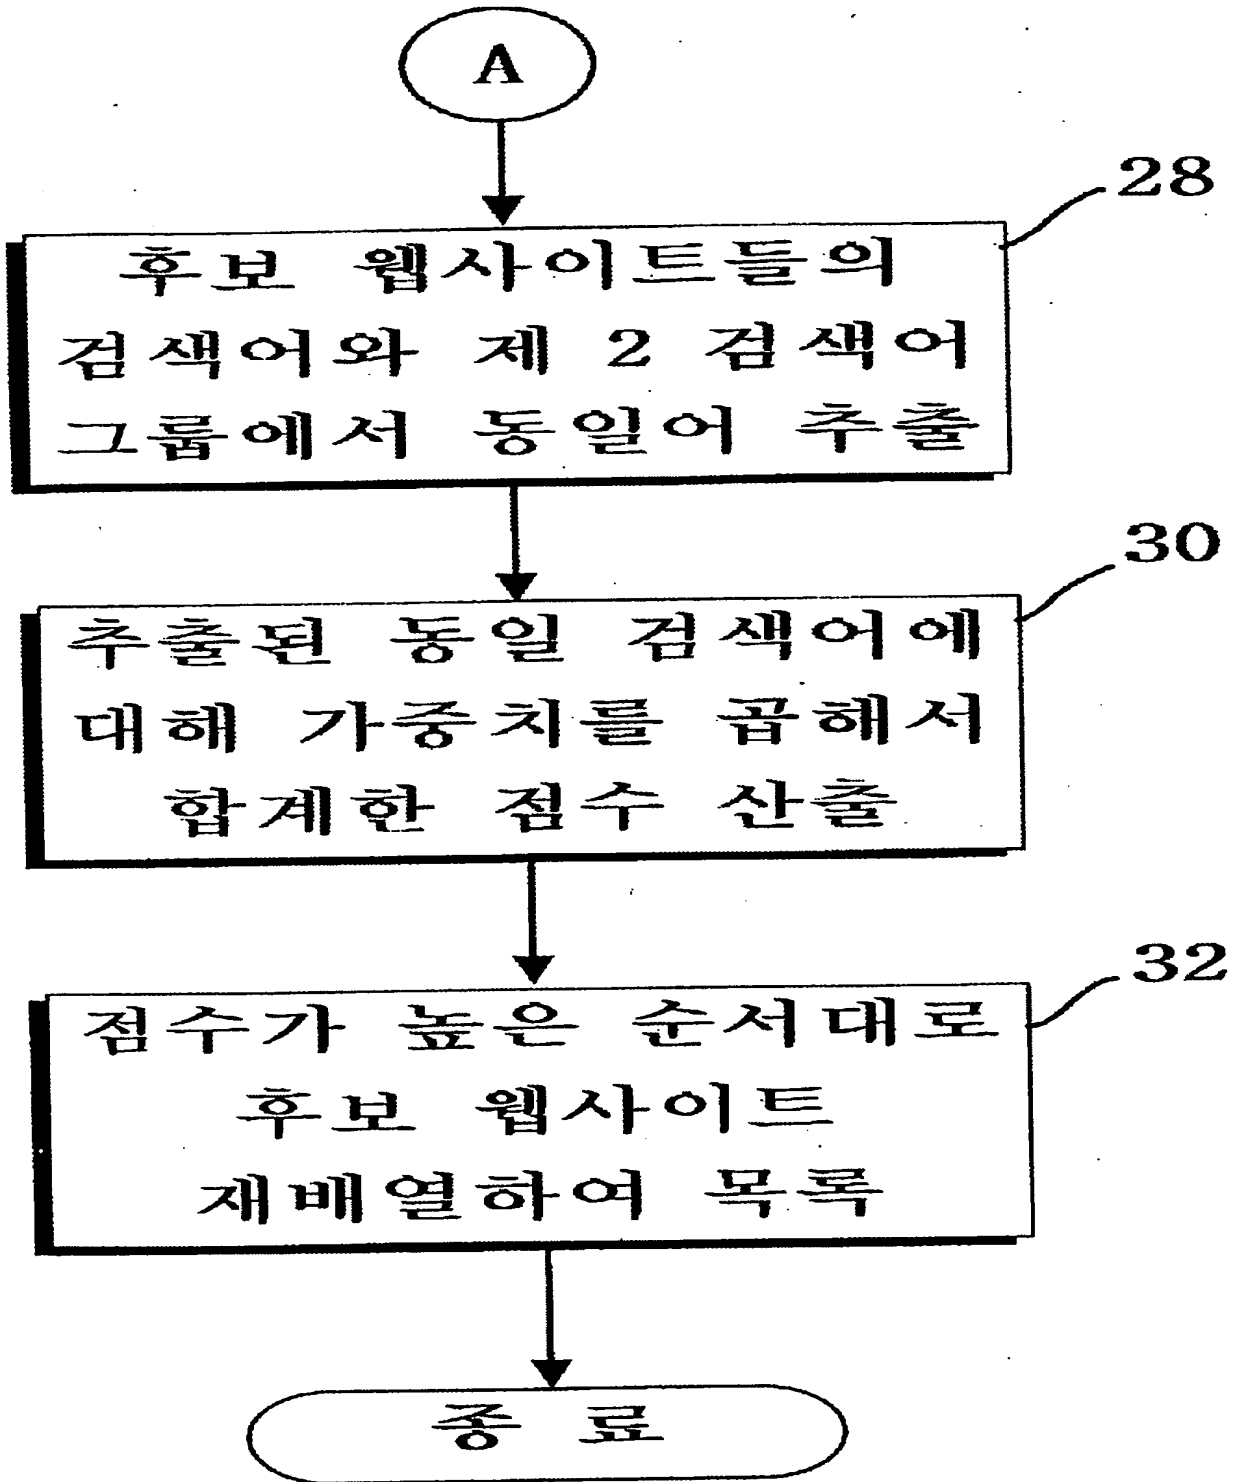 A
28
후보 웹사이트들의
검색어와 제 2 검색어
그룹에서 동일어 추출
30
추출된 동일 검색어에
대해 가중치를 곱해서
합계한 점수 산출
32
점수가 높은 순서대로
후보 웹사이트
재배열하여 목록
종 료